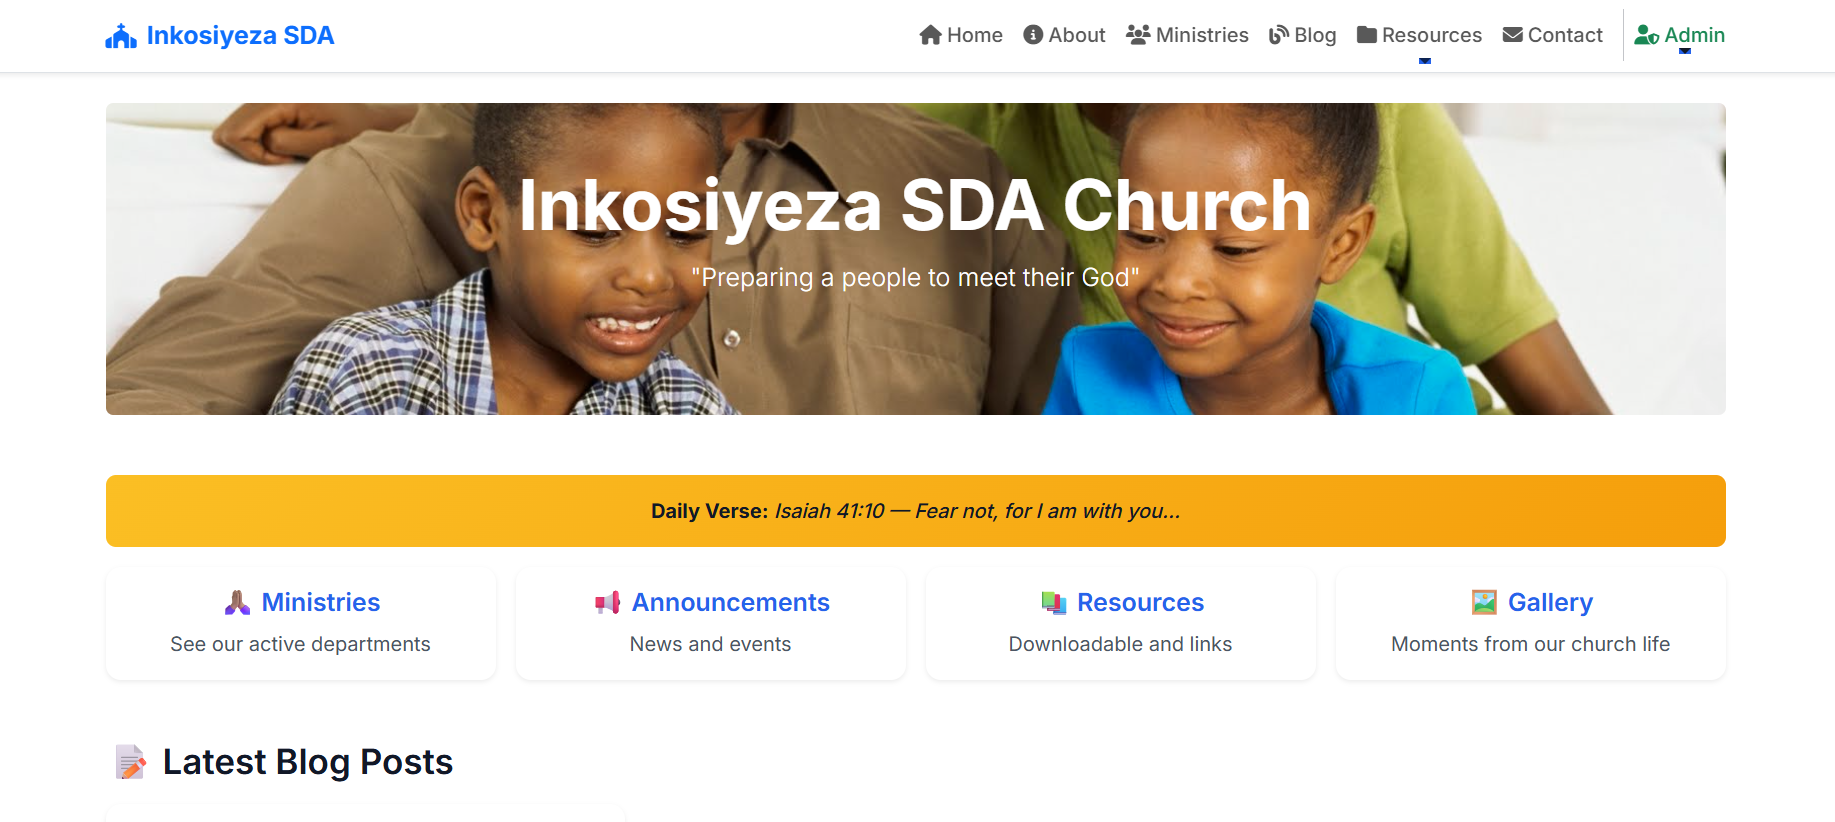 Inkosiyeza SDA
Home
About
Ministries
Blog
Resources
Contact
Admin
Inkosiyeza SDA Church
"Preparing a people to meet their God"
Daily Verse: Isaiah 41:10 — Fear not, for I am with you...
Ministries
See our active departments
Announcements
News and events
Resources
Downloadable and links
Gallery
Moments from our church life
Latest Blog Posts